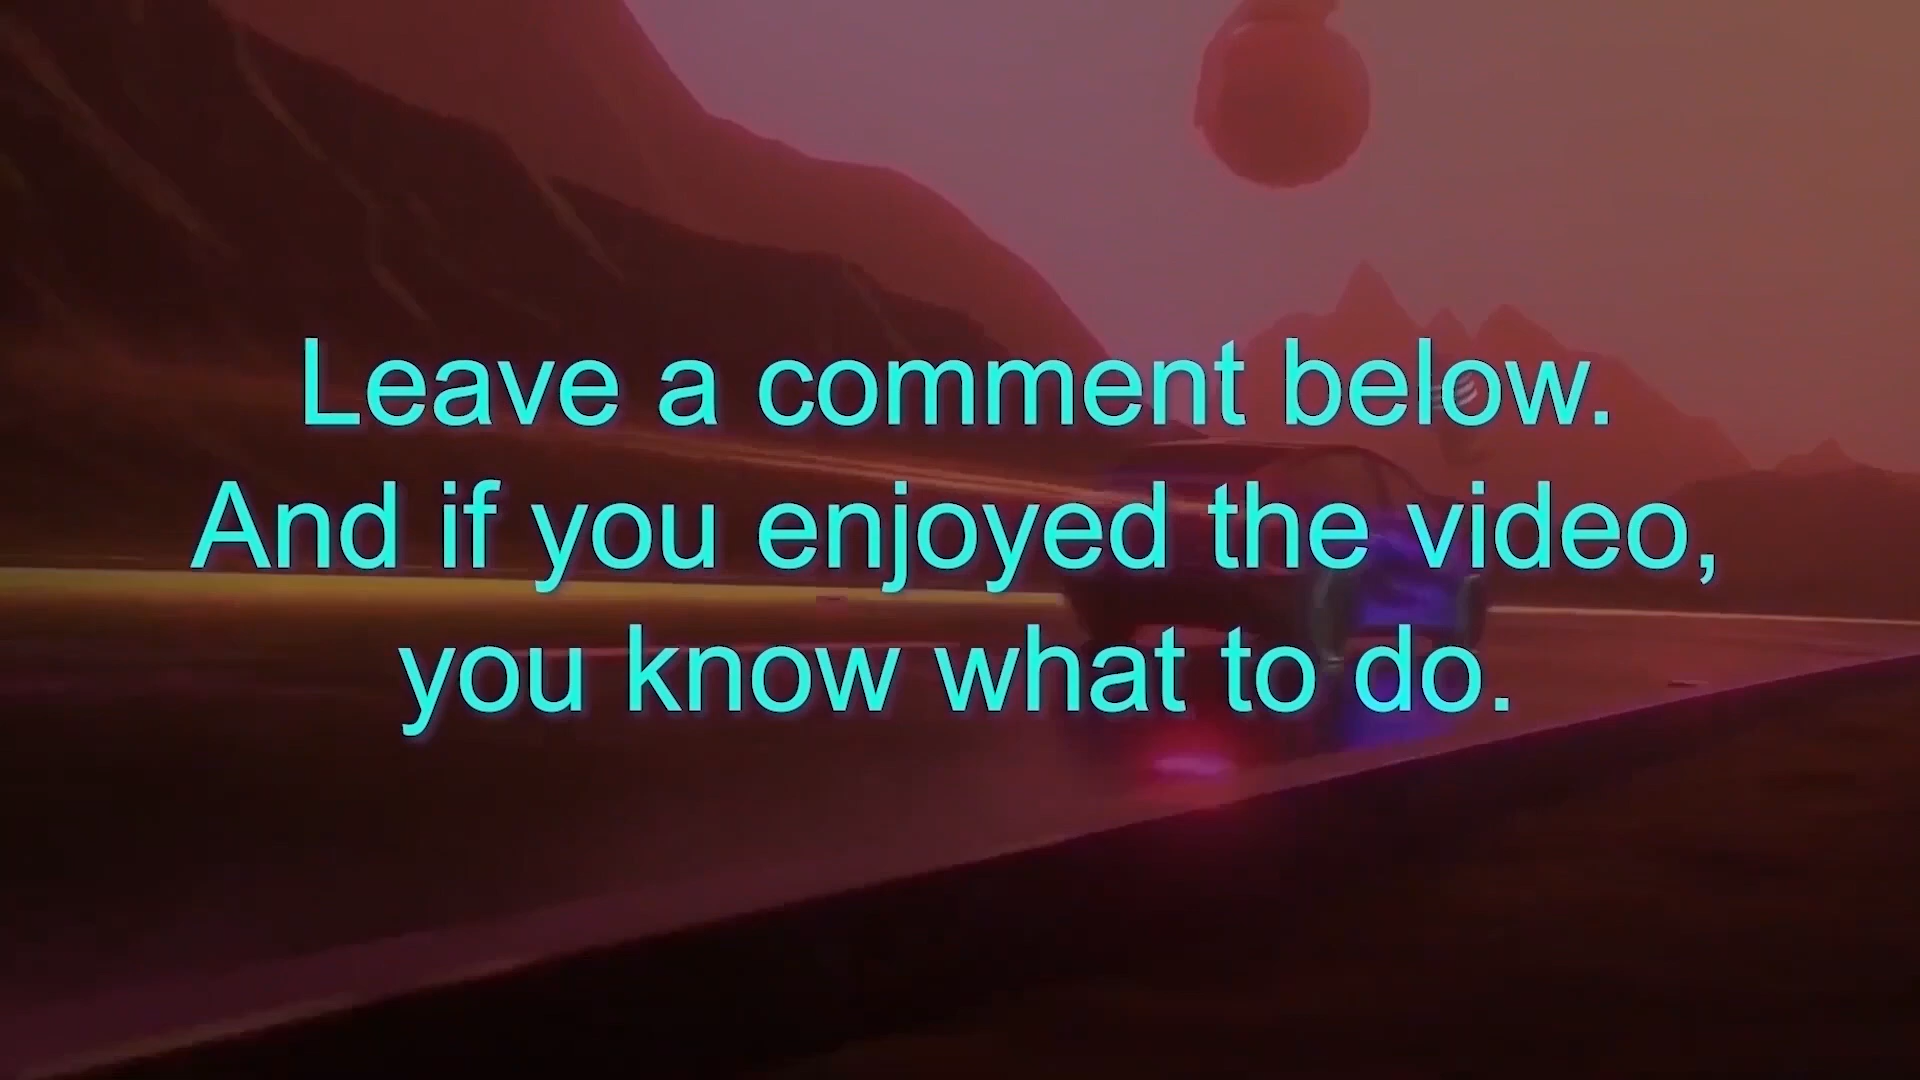 Leave a comment below.
And if you enjoyed the video,
you know what to do.